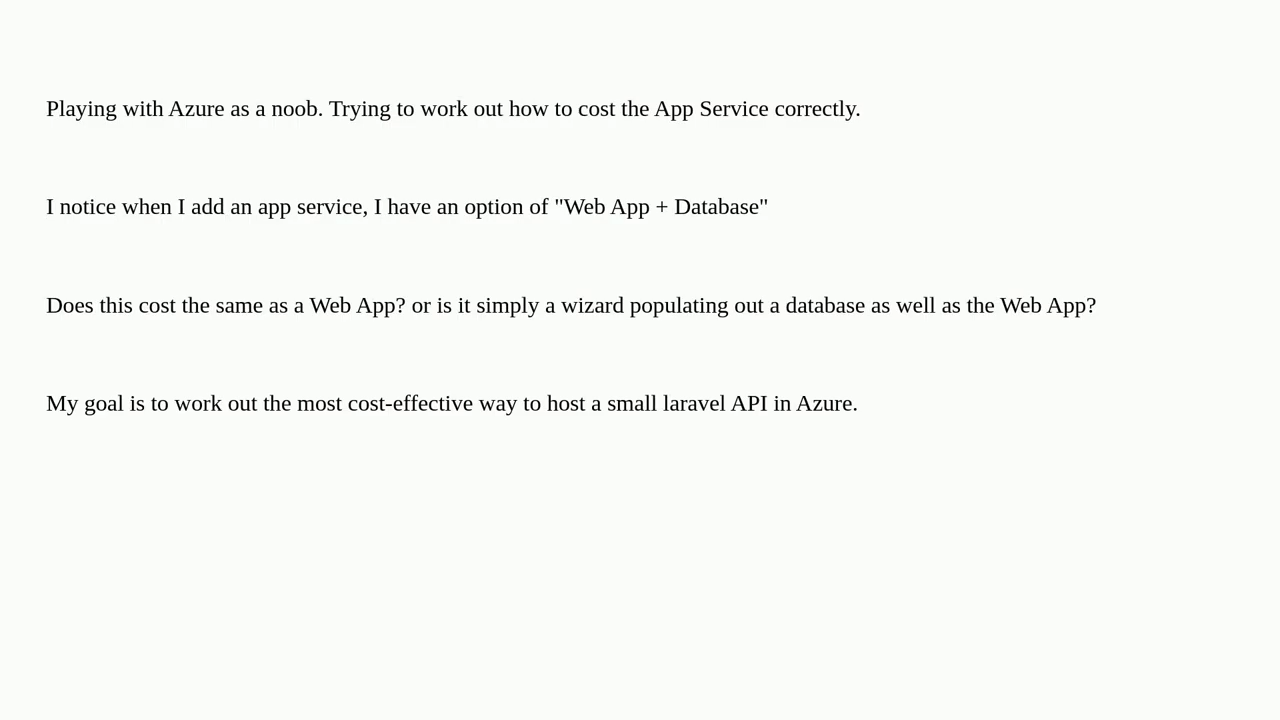 Playing with Azure as a noob. Trying to work out how to cost the App Service correctly.
I notice when I add an app service, I have an option of "Web App + Database"
Does this cost the same as a Web App? or is it simply a wizard populating out a database as well as the Web App?
My goal is to work out the most cost-effective way to host a small laravel API in Azure.